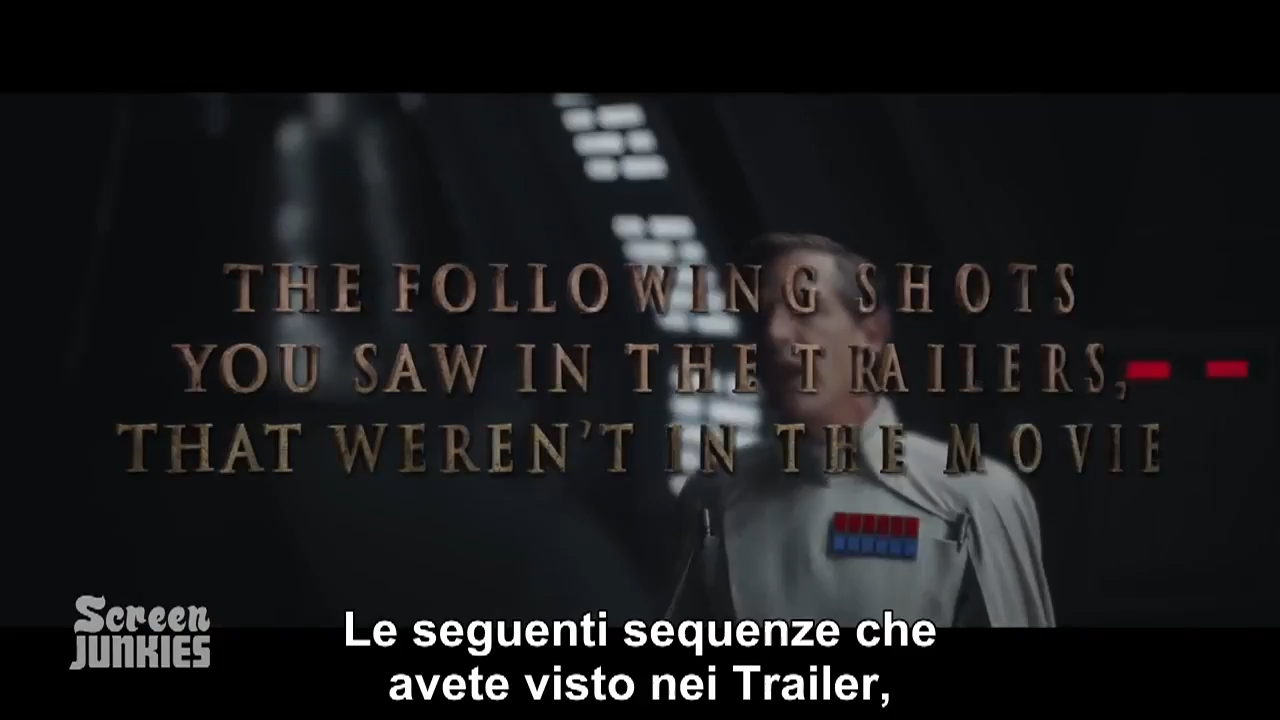 THE FOLLOWING SHOTS
YOU SAW IN THE TRAILERS,
THAT WEREN'T IN THE MOVIE
Screen
JUNKIES
Le seguenti sequenze che
avete visto nei Trailer,